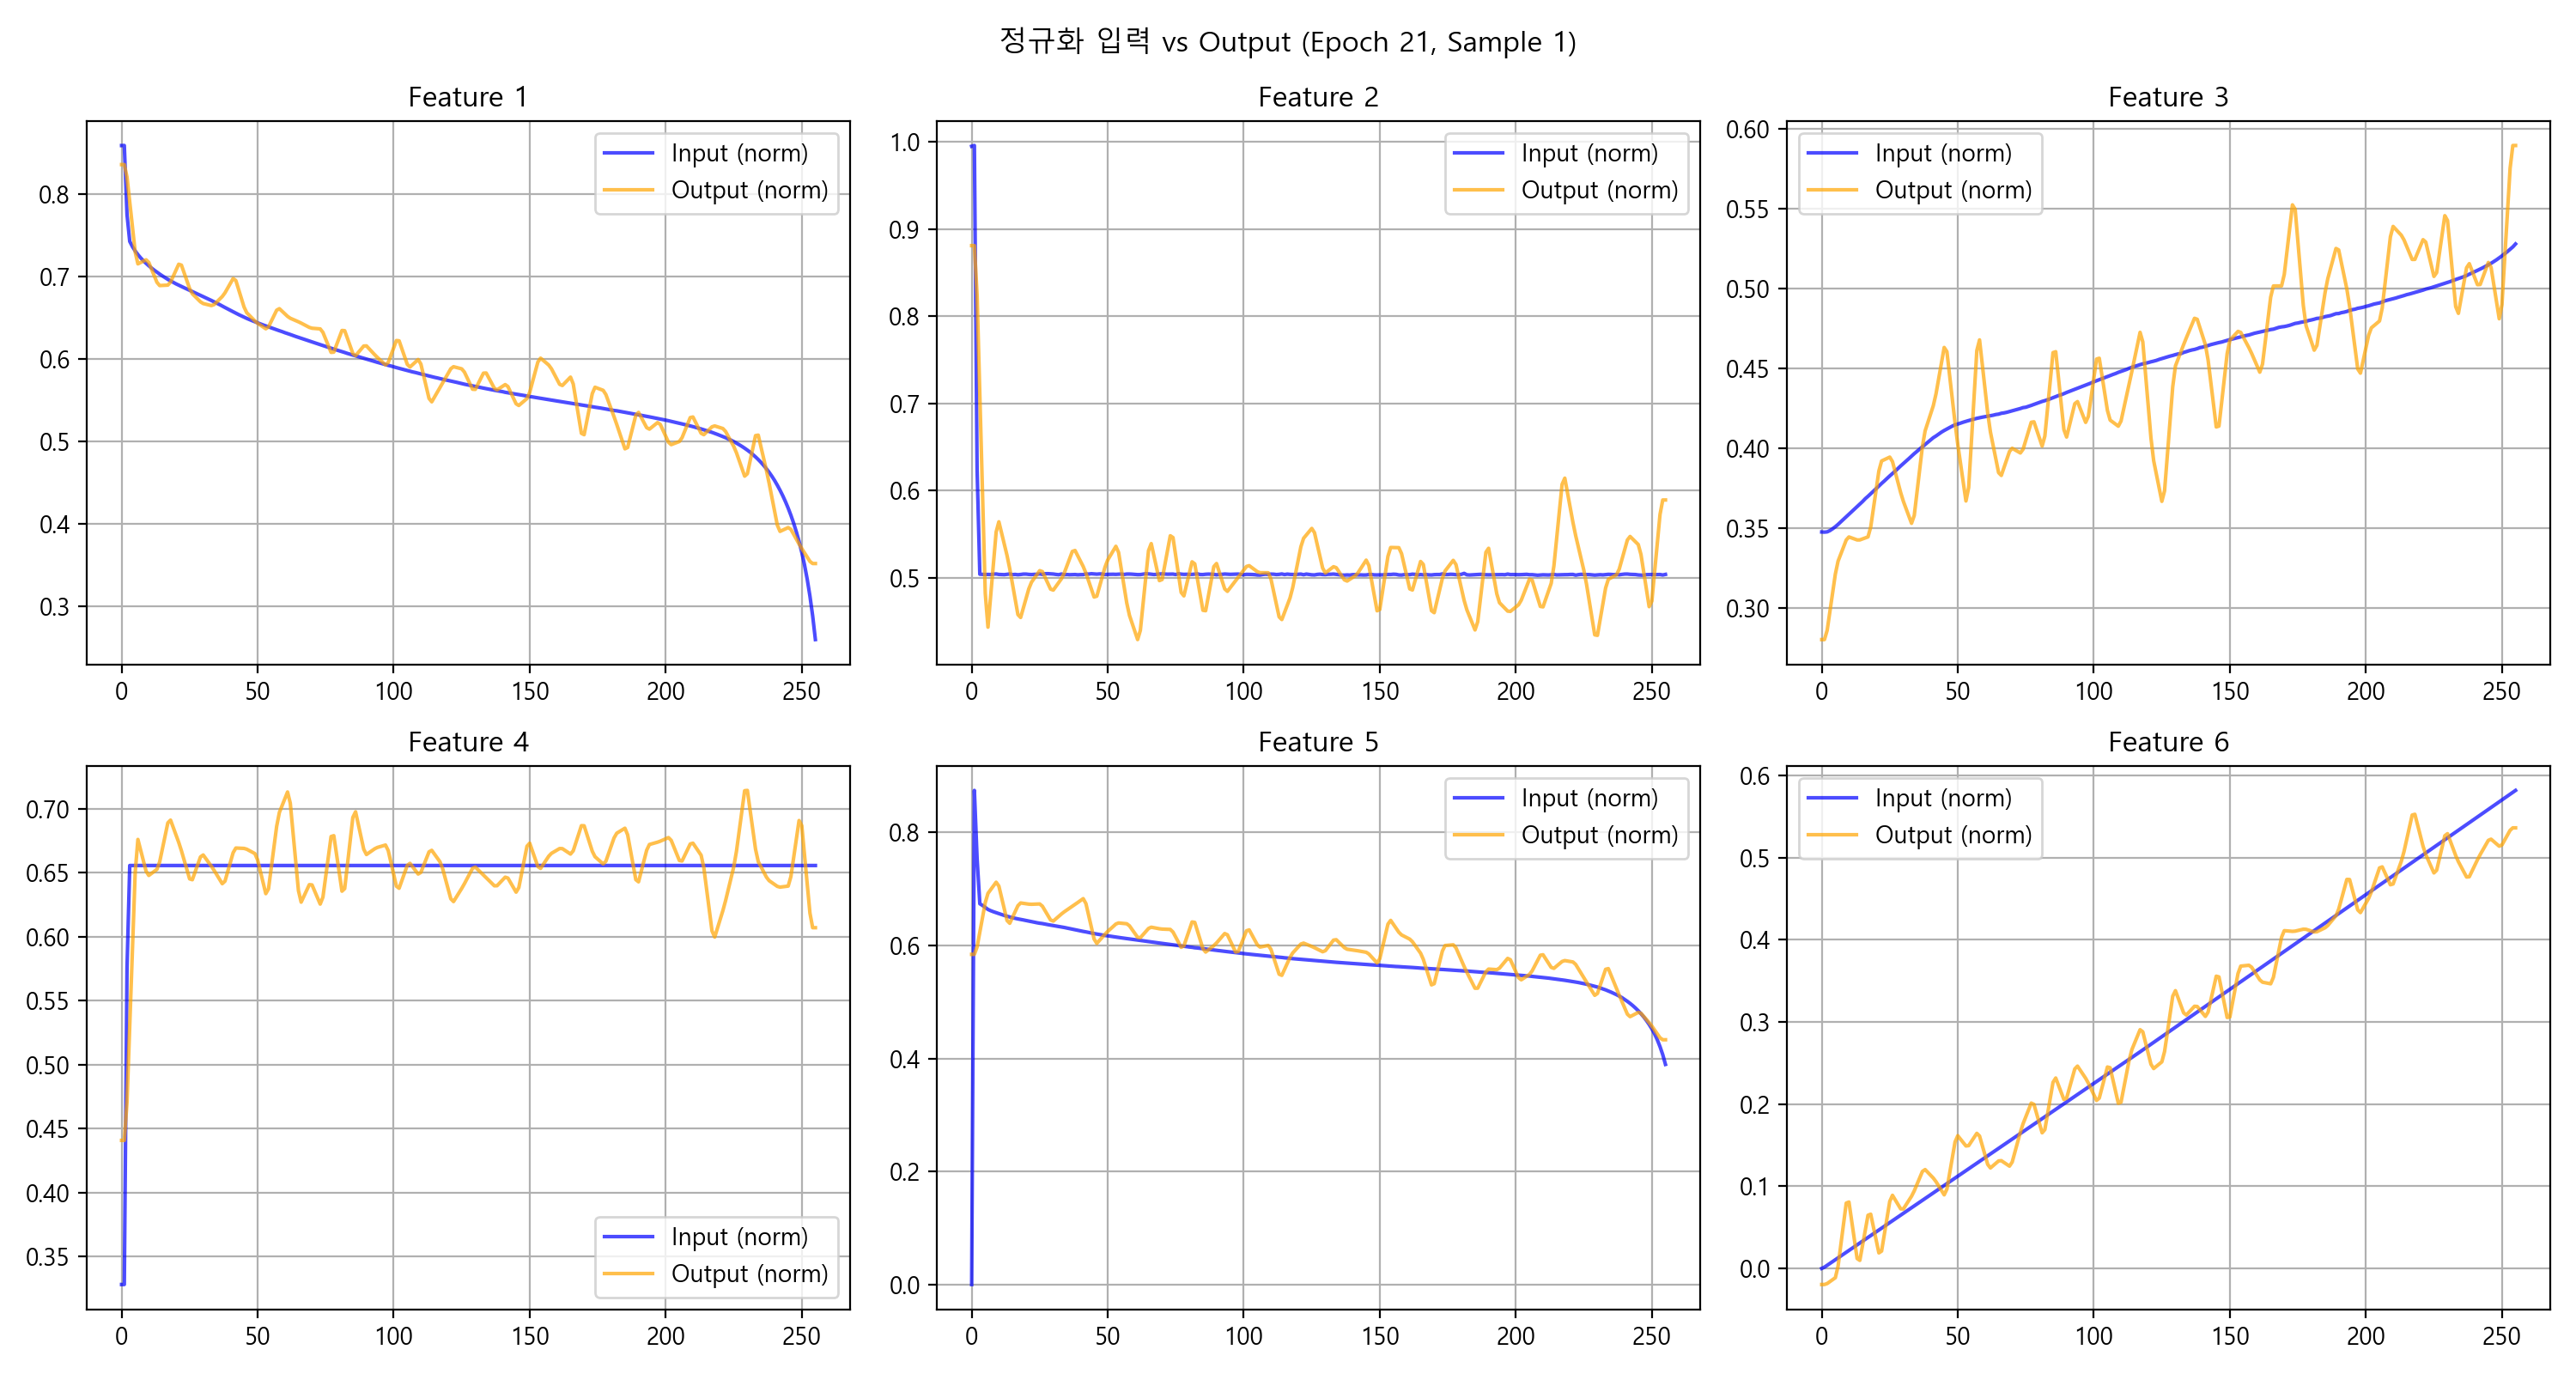 정규화 입력 vs Output (Epoch 21, Sample 1)
Feature 1
Input (norm)
Output (norm)
0.8
0.7
0.6
0.5
0.4
0.3
0 50 100 150 200 250
Feature 2
Input (norm)
Output (norm)
1.0
0.9
0.8
0.7
0.6
0.5
0 50 100 150 200 250
Feature 3
Input (norm)
Output (norm)
0.60
0.55
0.50
0.45
0.40
0.35
0.30
0 50 100 150 200 250
Feature 4
0.70
0.65
0.60
0.55
0.50
0.45
0.40
0.35
Input (norm)
Output (norm)
0 50 100 150 200 250
Feature 5
Input (norm)
Output (norm)
0.8
0.6
0.4
0.2
0.0
0 50 100 150 200 250
Feature 6
Input (norm)
Output (norm)
0.6
0.5
0.4
0.3
0.2
0.1
0.0
0 50 100 150 200 250